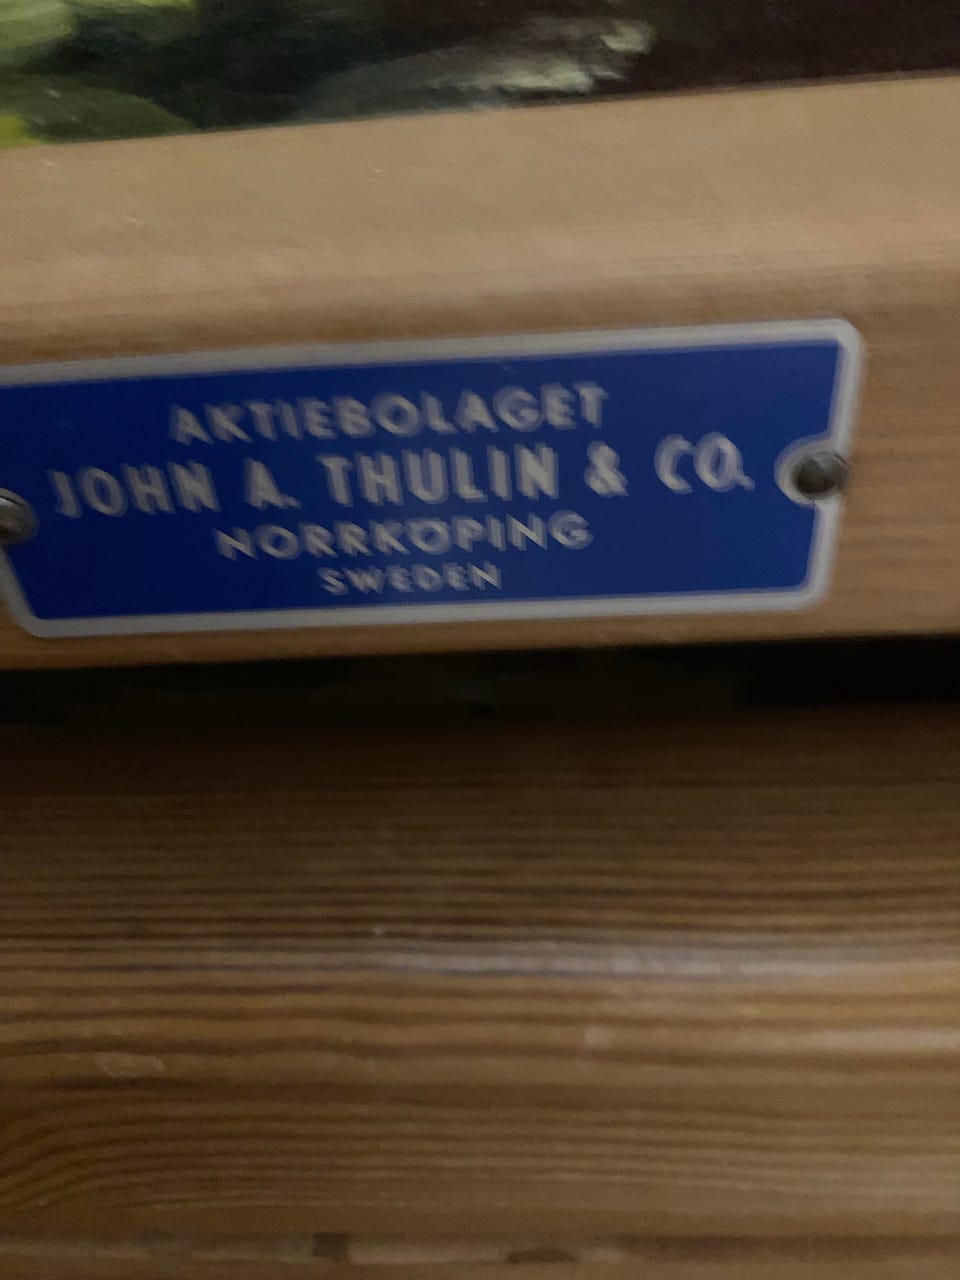 AKTIEBOLAGET
JOHN A. THULIN & CO.
NORRKÖPING
SWEDEN